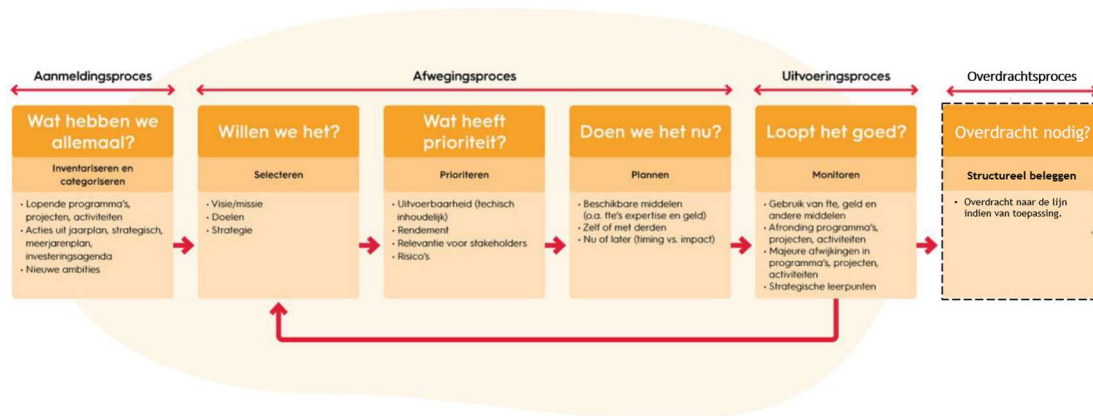 Aanmeldingsproces
Afwegingsproces
Uitvoeringsproces
Overdrachtsproces
Wat hebben we
allemaal?
Inventariseren en
categoriseren
• Lopende programma's,
projecten, activiteiten
• Acties uit jaarplan, strategisch,
meerjarenplan,
investeringsagenda
• Nieuwe ambities
Willen we het?
Selecteren
• Visie/missie
• Doelen
• Strategie
Wat heeft
prioriteit?
Prioriteren
• Uitvoerbaarheid (techisch
inhoudelijk)
• Rendement
• Relevantie voor stakeholders
• Risico's
Doen we het nu?
Plannen
• Beschikbare middelen
(o.a. fte's expertise en geld)
• Zelf of met derden
• Nu of later (timing vs. impact)
Loopt het goed?
Monitoren
• Gebruik van fte, geld en
andere middelen
• Afronding programma's,
projecten, activiteiten
• Majeure afwijkingen in
programma's, projecten,
activiteiten
• Strategische leerpunten
Overdracht nodig?
Structureel beleggen
• Overdracht naar de lijn
indien van toepassing.